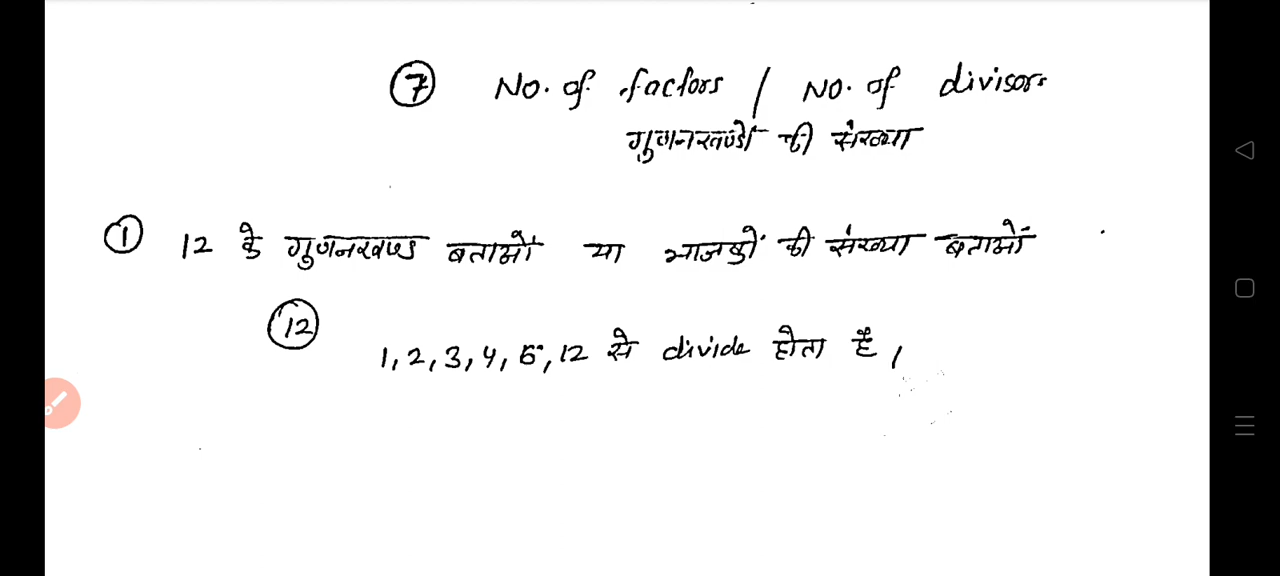 ⑦ No. of factors / No. of divisors
गुणनखण्डों की संख्या
① 12 के गुणनखण्ड बताओं या भाजकों की संख्या बताओं
⑫
1, 2, 3, 4, 6, 12 से divide होता है,